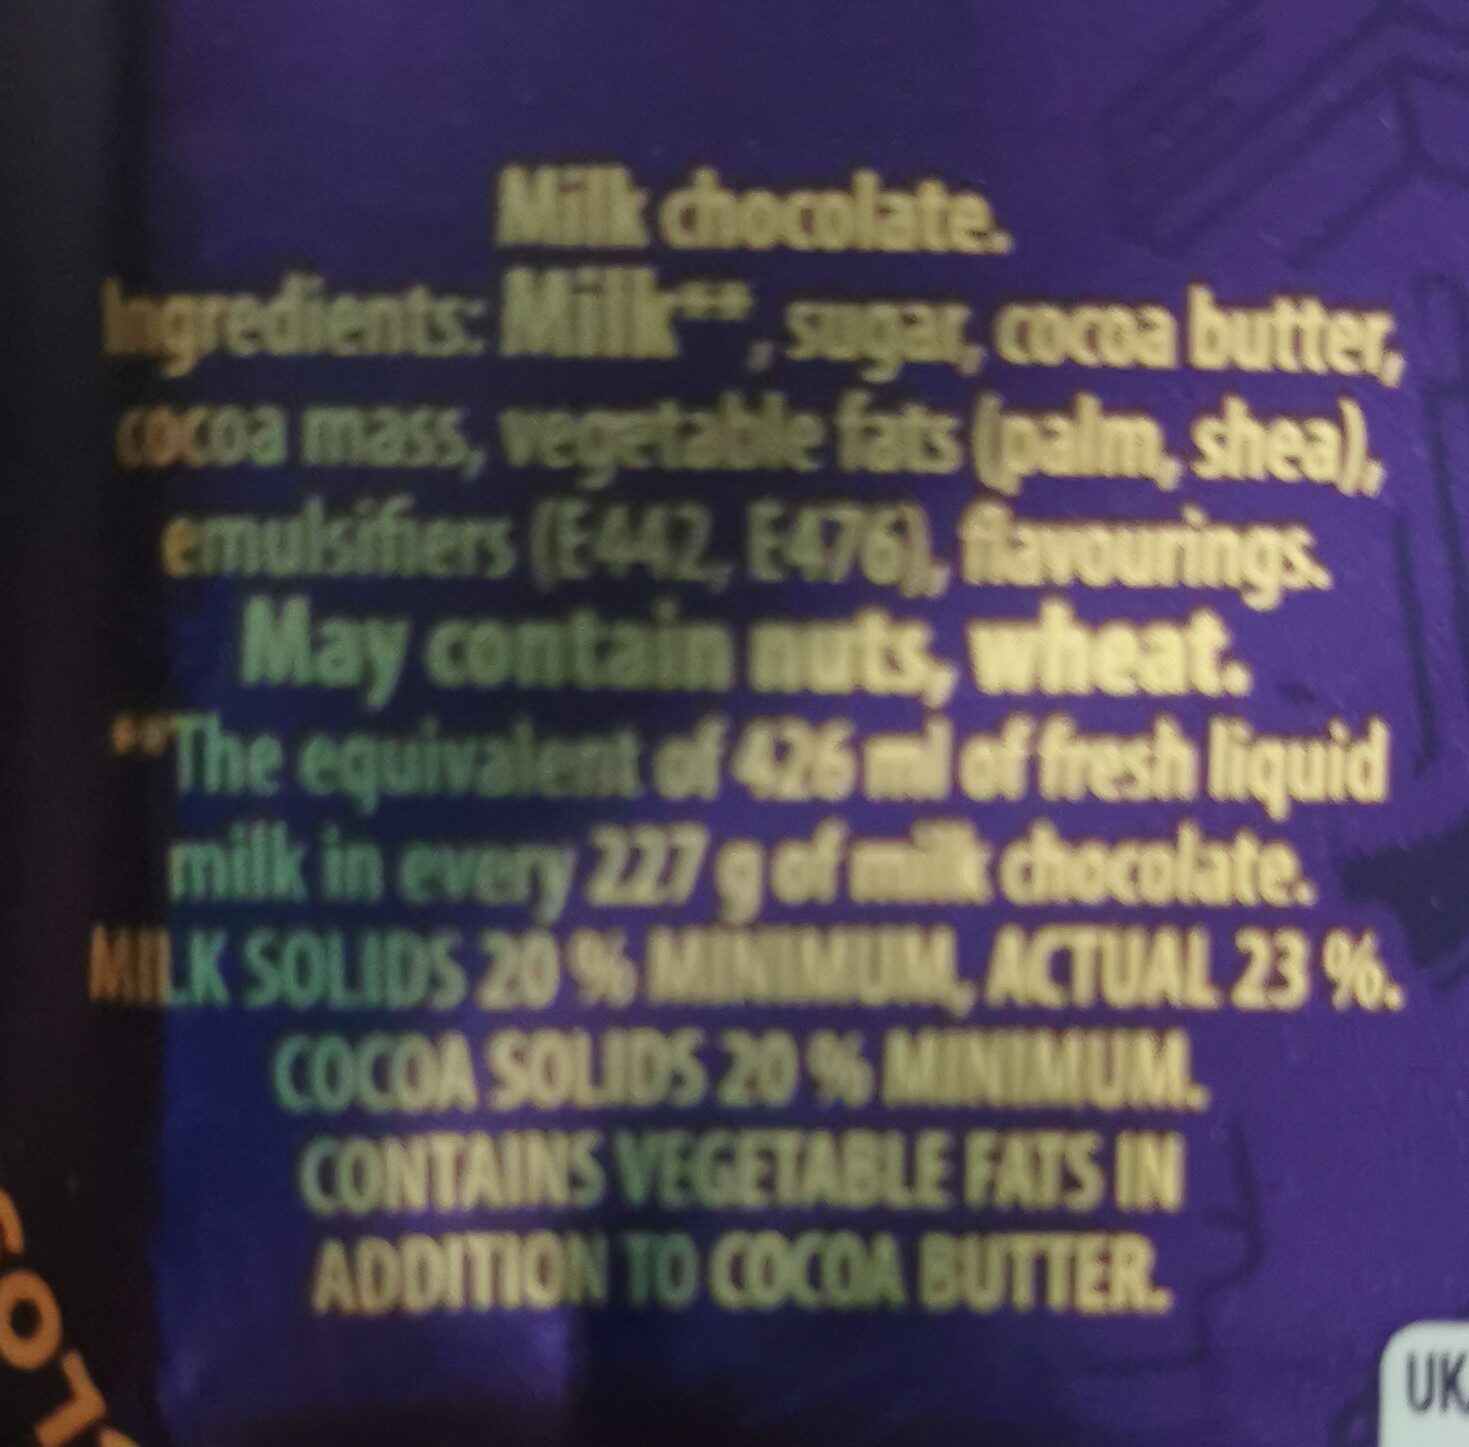 Milk chocolate.
Ingredients: Milk**, sugar, cocoa butter,
cocoa mass, vegetable fats (palm, shea),
emulsifiers (E442, E476), flavourings.
May contain nuts, wheat.
**The equivalent of 426 ml of fresh liquid
milk in every 227 g of milk chocolate.
MILK SOLIDS 20 % MINIMUM, ACTUAL 23 %.
COCOA SOLIDS 20 % MINIMUM.
CONTAINS VEGETABLE FATS IN
ADDITION TO COCOA BUTTER.
UK